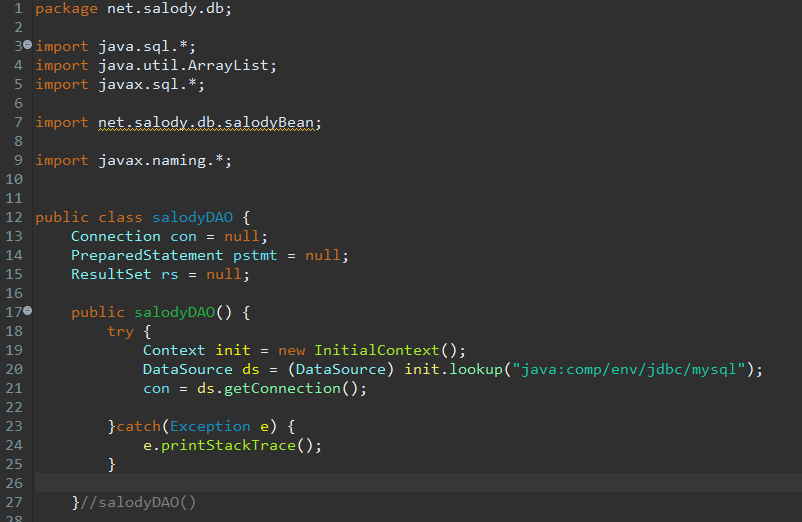 1 package net.salody.db;
2
3 import java.sql.*;
4 import java.util.ArrayList;
5 import javax.sql.*;
6
7 import net.salody.db.salodyBean;
8
9 import javax.naming.*;
10
11
12 public class salodyDAO {
13     Connection con = null;
14     PreparedStatement pstmt = null;
15     ResultSet rs = null;
16
17     public salodyDAO() {
18         try {
19             Context init = new InitialContext();
20             DataSource ds = (DataSource) init.lookup("java:comp/env/jdbc/mysql");
21             con = ds.getConnection();
22
23         }catch(Exception e) {
24             e.printStackTrace();
25         }
26
27     }//salodyDAO()
28